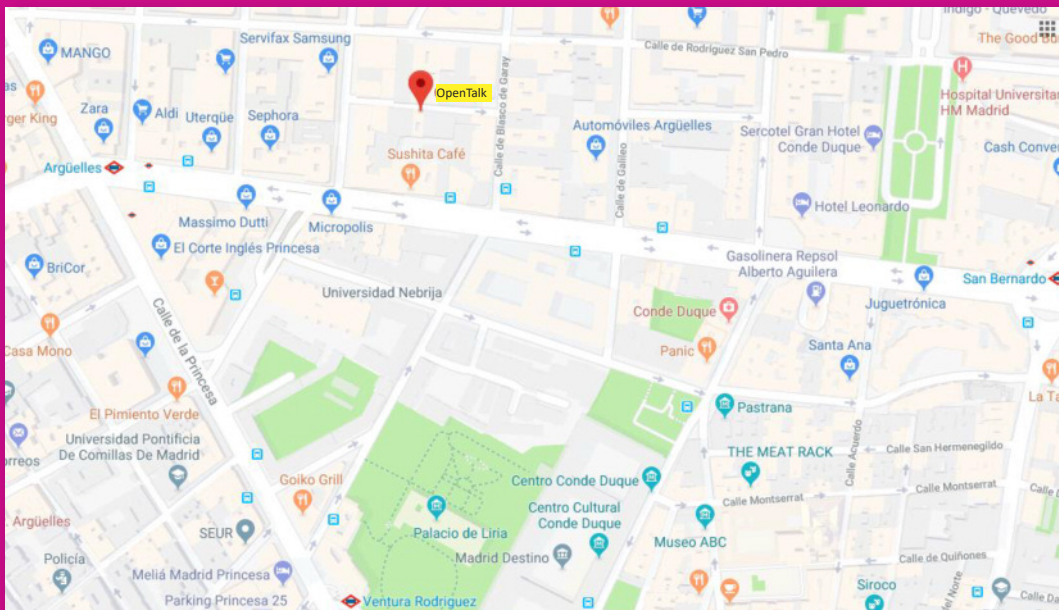 Indigo - Quevedo
MANGO
Servifax Samsung
Calle de Rodríguez San Pedro
The Good Bu
OpenTalk
Calle de Blasco de Garay
Hospital Universitar
HM Madrid
ger King
Zara
Aldi
Uterqüe
Sephora
Automóviles Argüelles
Sercotel Gran Hotel
Conde Duque
Cash Conver
Sushita Café
Calle de Galileo
Argüelles
Hotel Leonardo
Massimo Dutti
Micropolis
El Corte Inglés Princesa
BriCor
Gasolinera Repsol
Alberto Aguilera
San Bernardo
Universidad Nebrija
Juguetrónica
Calle de la Princesa
Conde Duque
Casa Mono
Panic
Santa Ana
La Ta
El Pimiento Verde
Pastrana
Universidad Pontificia
De Comillas De Madrid
Calle San Hermenegildo
Calle Acuerdo
THE MEAT RACK
orreos
Goiko Grill
Centro Conde Duque
Calle Montserrat
Calle Montserrat
Centro Cultural
Conde Duque
Argüelles
SEUR
Palacio de Liria
Museo ABC
Madrid Destino
Calle de Quiñones
Policía
Meliá Madrid Princesa
Siroco
del Norte
Parking Princesa 25
Ventura Rodríguez
Calle Da